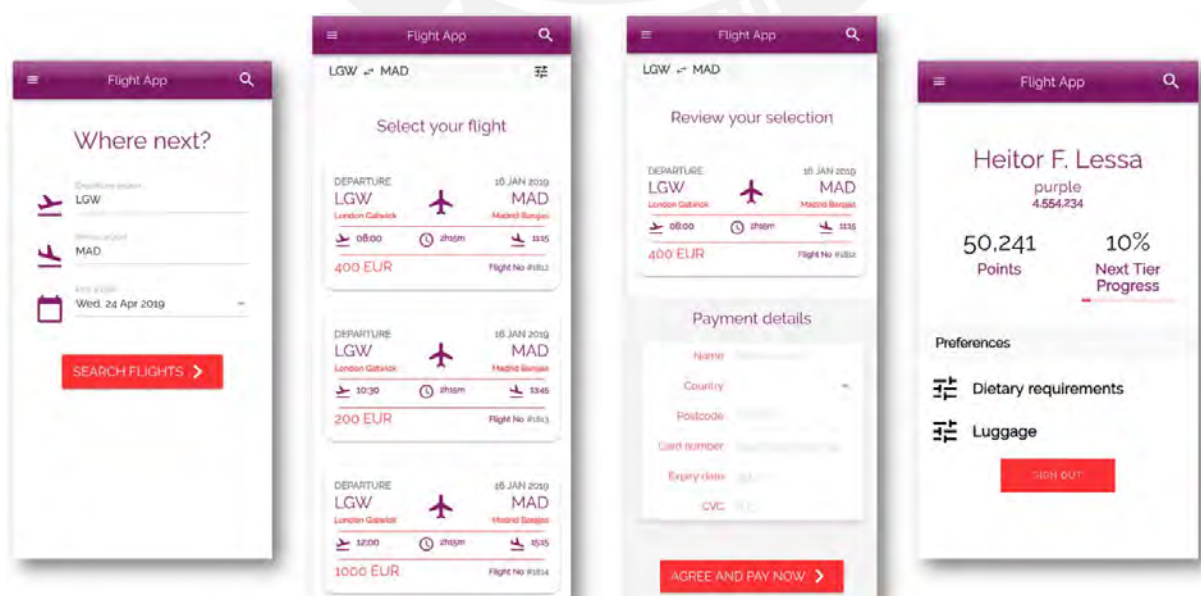 Flight App
Where next?
Departure airport
LGW
MAD
Wed, 24 Apr 2019
SEARCH FLIGHTS
Flight App
LGW MAD
Select your flight
DEPARTURE 16 JAN 2019
LGW MAD
London Gatwick Madrid Barajas
08:00 2h15m 11:15
400 EUR Flight No #1812
DEPARTURE 16 JAN 2019
LGW MAD
London Gatwick Madrid Barajas
10:30 2h15m 13:45
200 EUR Flight No #1813
DEPARTURE 16 JAN 2019
LGW MAD
London Gatwick Madrid Barajas
12:00 2h15m 15:15
1000 EUR Flight No #1814
Flight App
LGW MAD
Review your selection
DEPARTURE 16 JAN 2019
LGW MAD
London Gatwick Madrid Barajas
08:00 2h15m 11:15
400 EUR Flight No #1812
Payment details
Name
Country
Postcode
Card number
Expiry date
CVC
AGREE AND PAY NOW
Flight App
Heitor F. Lessa
purple
4.554.234
50,241 10%
Points Next Tier
Progress
Preferences
Dietary requirements
Luggage
SIGN OUT